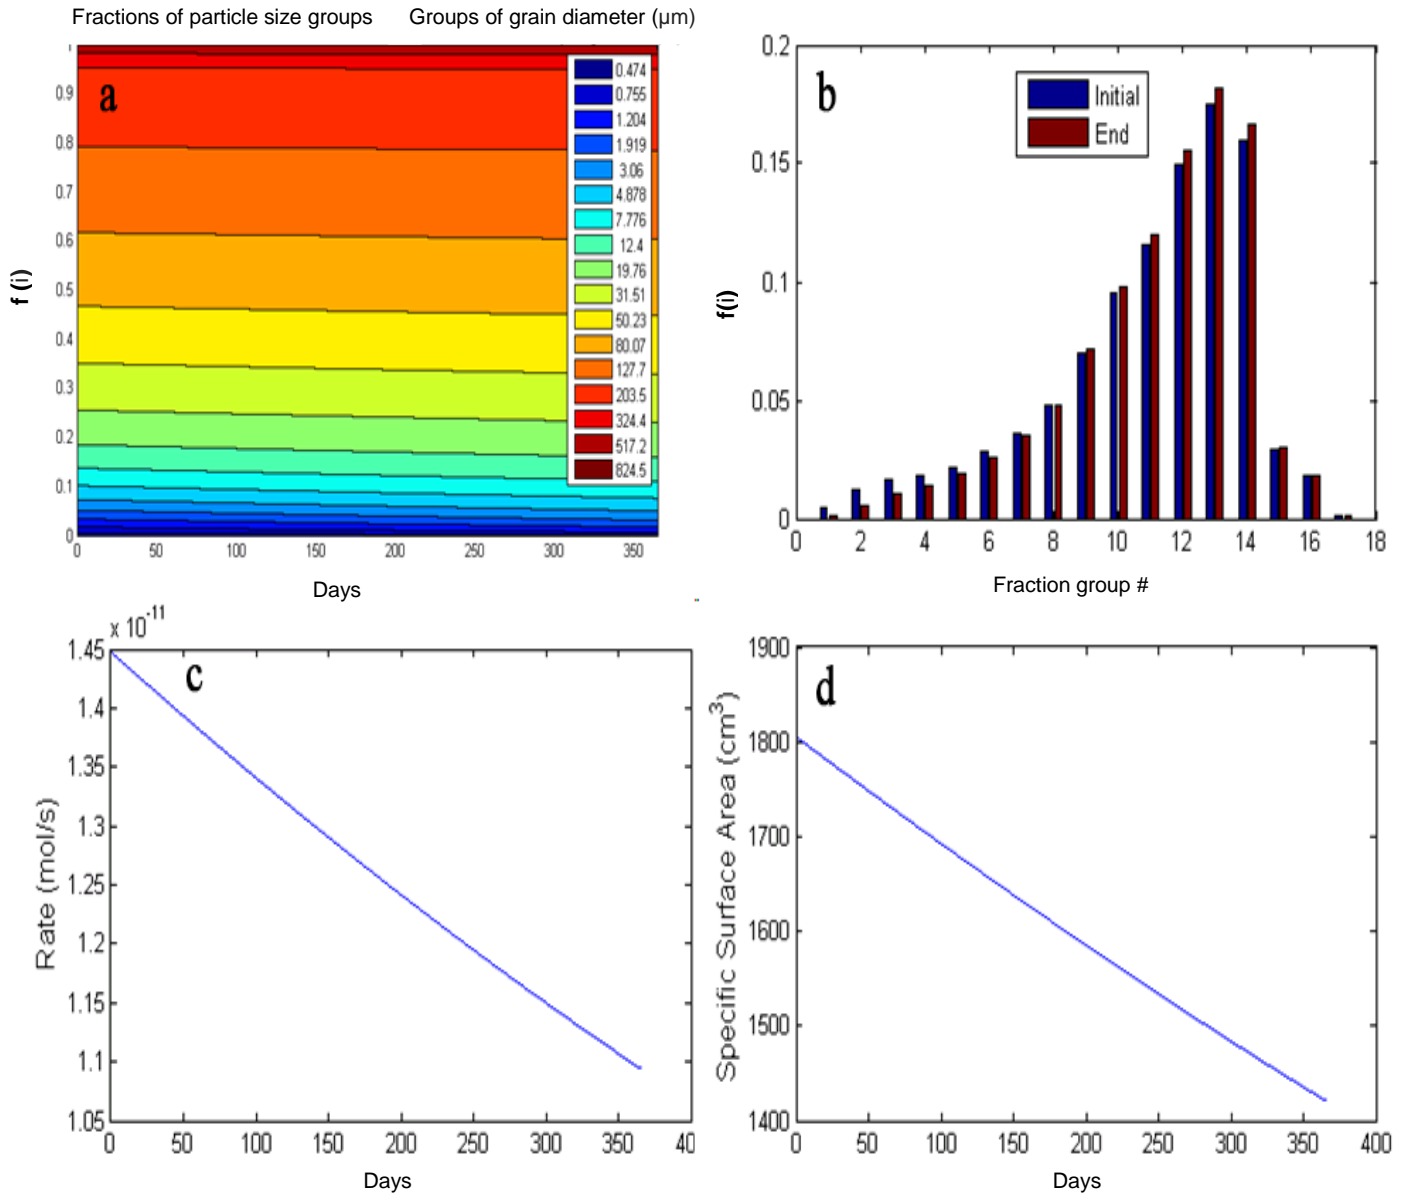 Fractions of particle size groups Groups of grain diameter (µm)
a
1
0.9
0.8
0.7
0.6
0.5
0.4
0.3
0.2
0.1
0
f (i)
0.474
0.755
1.204
1.919
3.06
4.878
7.776
12.4
19.76
31.51
50.23
80.07
127.7
203.5
324.4
517.2
824.5
0 50 100 150 200 250 300 350
Days
b
Initial
End
0.2
0.15
0.1
0.05
0
f(i)
0 2 4 6 8 10 12 14 16 18
Fraction group #
x 10-11
c
1.45
1.4
1.35
1.3
1.25
1.2
1.15
1.1
1.05
Rate (mol/s)
0 50 100 150 200 250 300 350 40
Days
d
1900
1800
1700
1600
1500
1400
Specific Surface Area (cm3)
0 50 100 150 200 250 300 350 400
Days